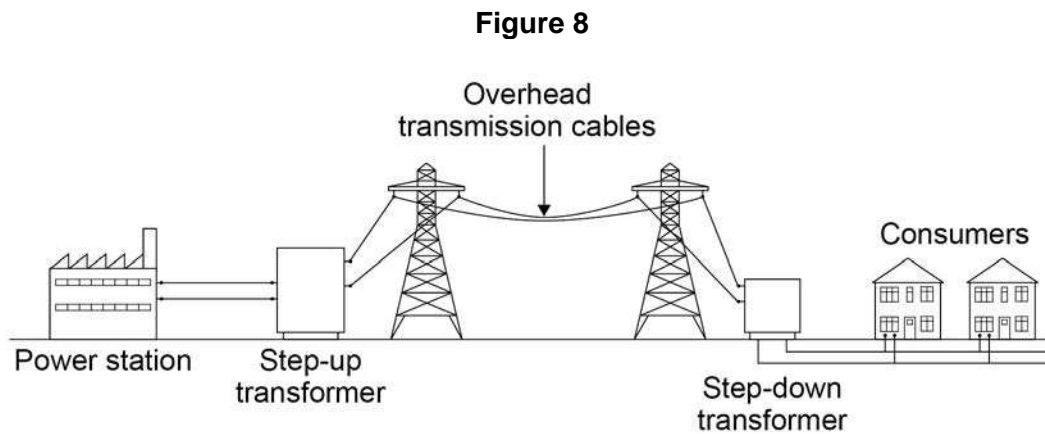 Figure 8
Overhead
transmission cables
Consumers
Power station
Step-up
transformer
Step-down
transformer